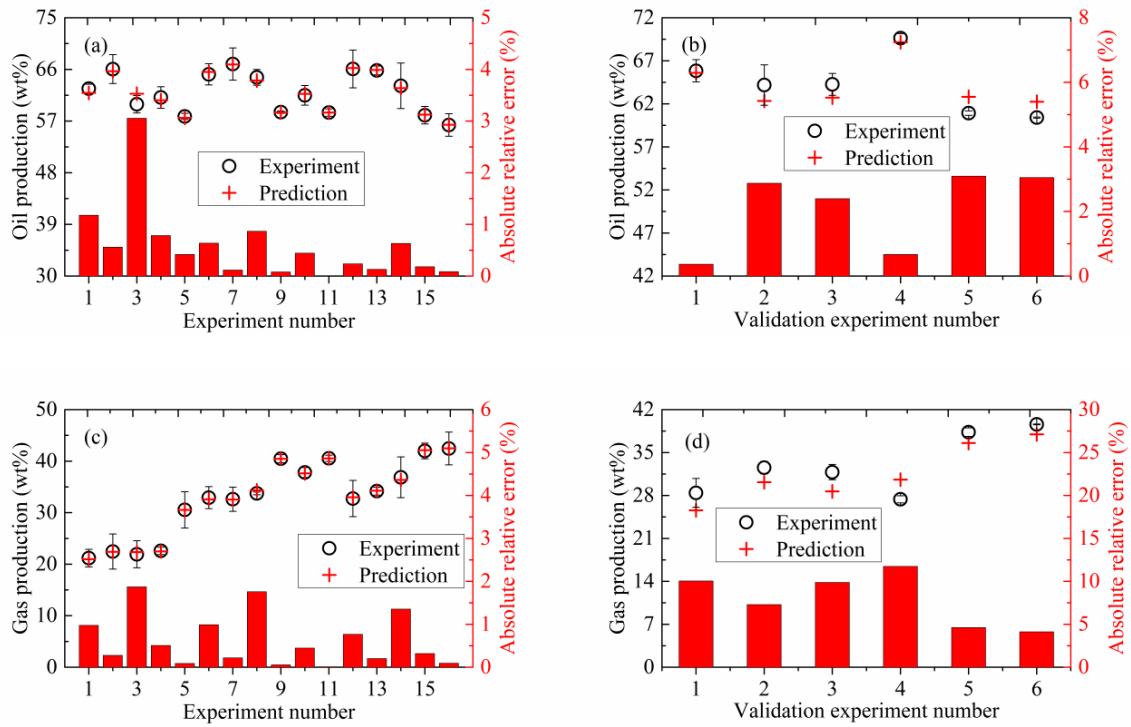 (a)
Oil production (wt%)
75
66
57
48
39
30
Experiment
Prediction
5
4
3
2
1
0
Absolute relative error (%)
1 3 5 7 9 11 13 15
Experiment number
(b)
Oil production (wt%)
72
67
62
57
52
47
42
Experiment
Prediction
8
6
4
2
0
Absolute relative error (%)
1 2 3 4 5 6
Validation experiment number
(c)
Gas production (wt%)
50
40
30
20
10
0
Experiment
Prediction
6
5
4
3
2
1
0
Absolute relative error (%)
1 3 5 7 9 11 13 15
Experiment number
(d)
Gas production (wt%)
42
35
28
21
14
7
0
Experiment
Prediction
30
25
20
15
10
5
0
Absolute relative error (%)
1 2 3 4 5 6
Validation experiment number